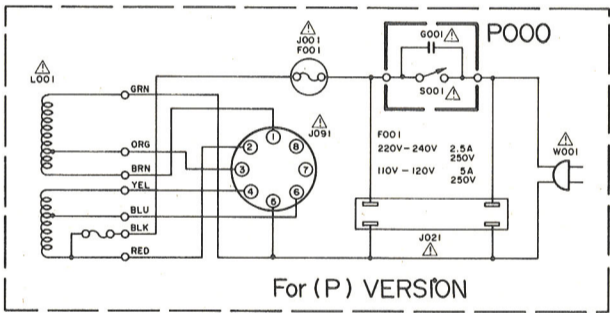 J001
F001
G001
P000
S001
L001
GRN
J091
W001
ORG
BRN
YEL
BLU
BLK
RED
1
2
8
3
7
4
6
5
F001
220V-240V 2.5A
250V
110V-120V 5A
250V
J021
For (P) VERSION